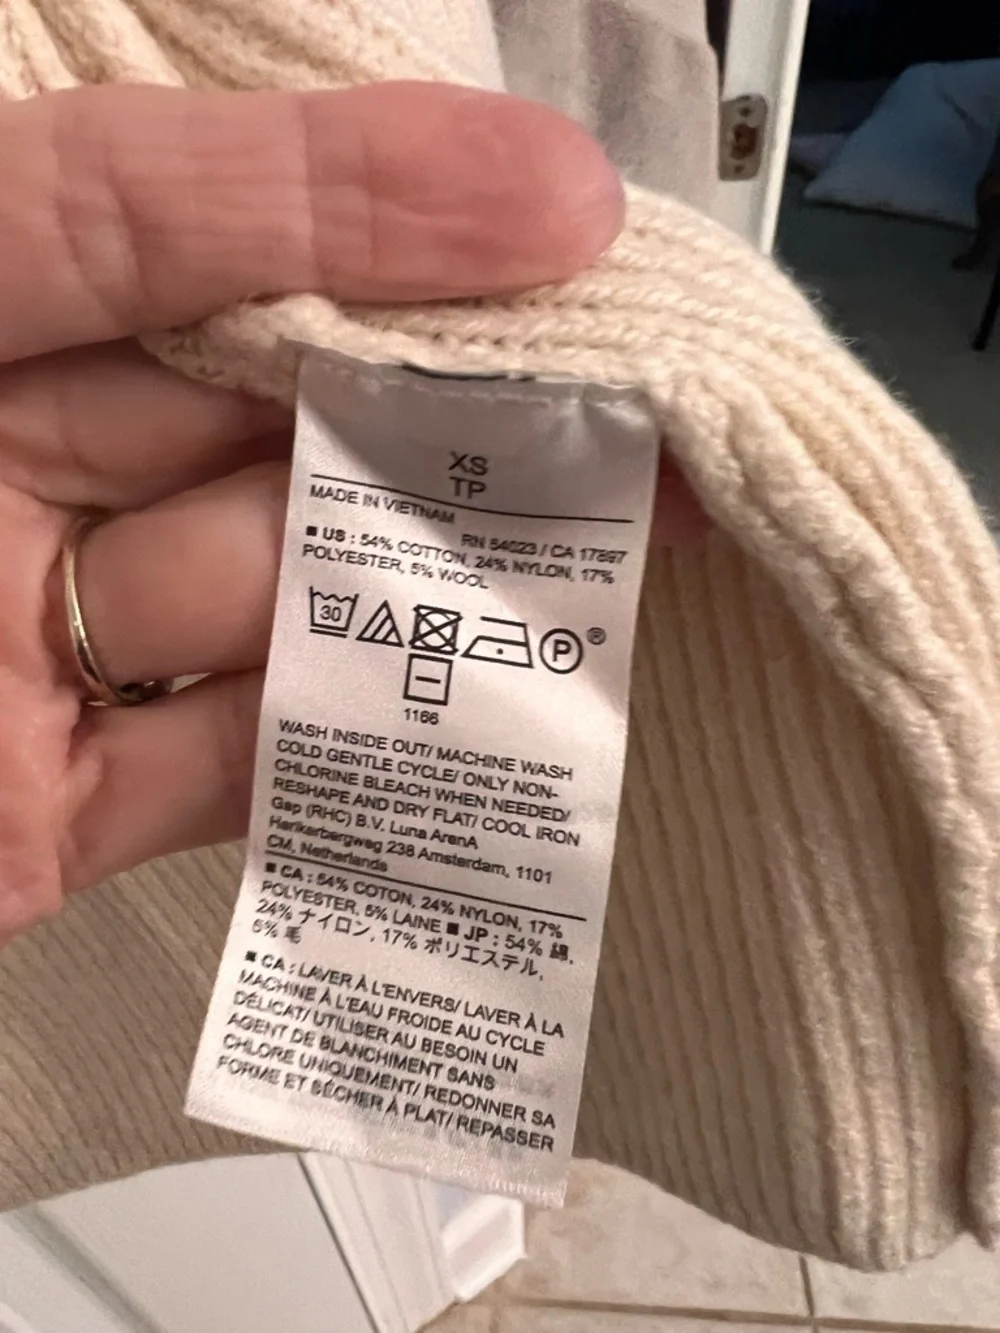 XS
TP
MADE IN VIETNAM
RN 54023 / CA 17897
■ US : 54% COTTON, 24% NYLON, 17%
POLYESTER, 5% WOOL
30
P ®
1166
WASH INSIDE OUT/ MACHINE WASH
COLD GENTLE CYCLE/ ONLY NON-
CHLORINE BLEACH WHEN NEEDED/
RESHAPE AND DRY FLAT/ COOL IRON
Gap (RHC) B.V. Luna ArenA
Herikerbergweg 238 Amsterdam, 1101
CM, Netherlands
■ CA : 54% COTON, 24% NYLON, 17%
POLYESTER, 5% LAINE ■ JP : 54% 綿,
24% ナイロン, 17% ポリエステル,
5% 毛
■ CA : LAVER À L'ENVERS/ LAVER À LA
MACHINE À L'EAU FROIDE AU CYCLE
DÉLICAT/ UTILISER AU BESOIN UN
AGENT DE BLANCHIMENT SANS
CHLORE UNIQUEMENT/ REDONNER SA
FORME ET SÉCHER À PLAT/ REPASSER